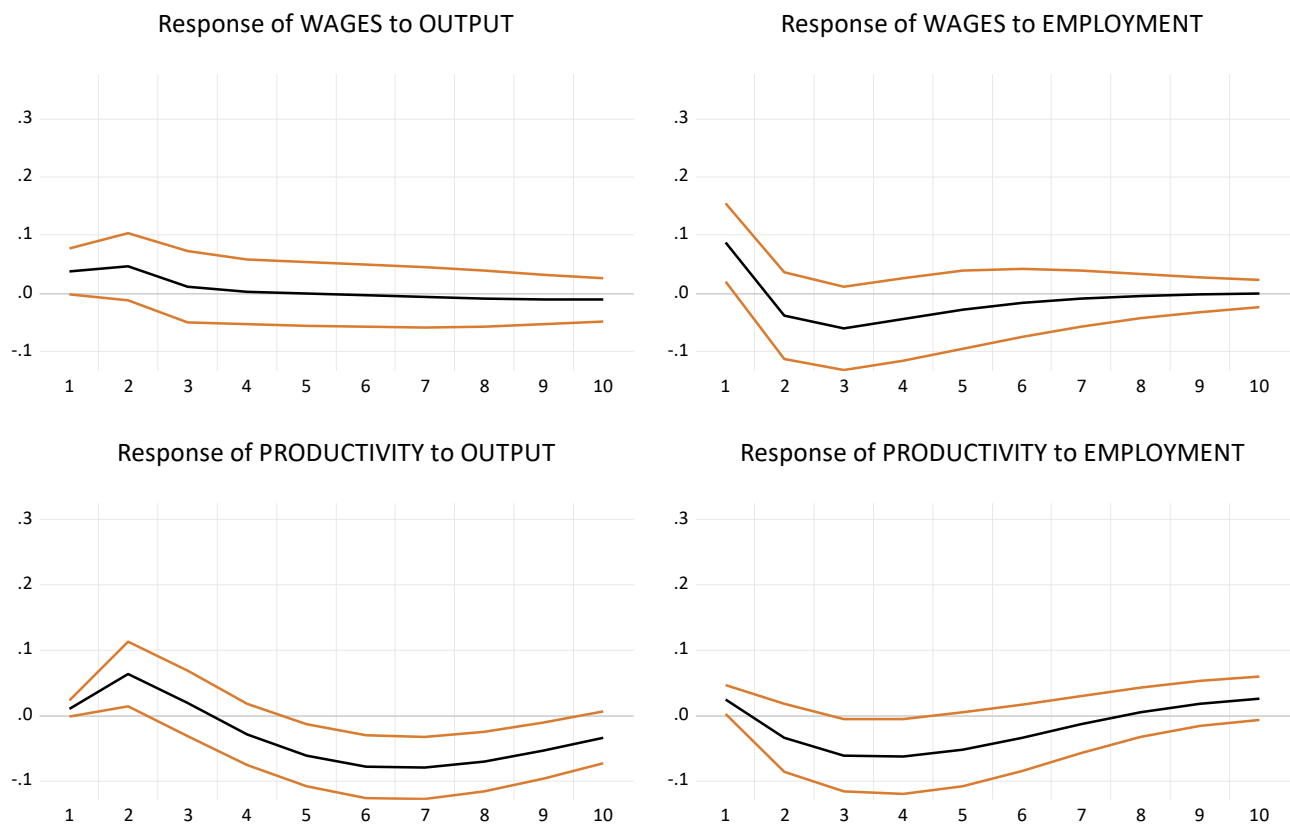 Response of WAGES to OUTPUT
.3
.2
.1
.0
-.1
1 2 3 4 5 6 7 8 9 10
Response of WAGES to EMPLOYMENT
.3
.2
.1
.0
-.1
1 2 3 4 5 6 7 8 9 10
Response of PRODUCTIVITY to OUTPUT
.3
.2
.1
.0
-.1
1 2 3 4 5 6 7 8 9 10
Response of PRODUCTIVITY to EMPLOYMENT
.3
.2
.1
.0
-.1
1 2 3 4 5 6 7 8 9 10